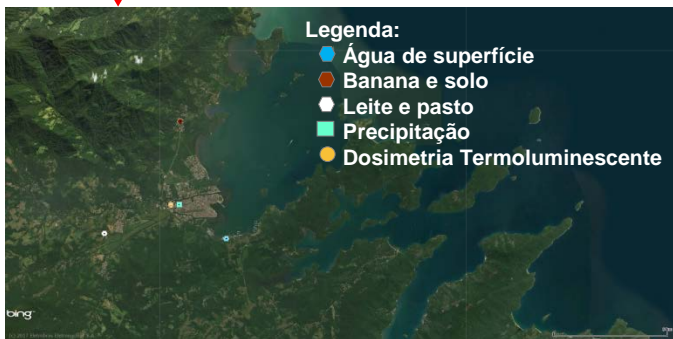 Legenda:
Água de superfície
Banana e solo
Leite e pasto
Precipitação
Dosimetria Termoluminescente
bing